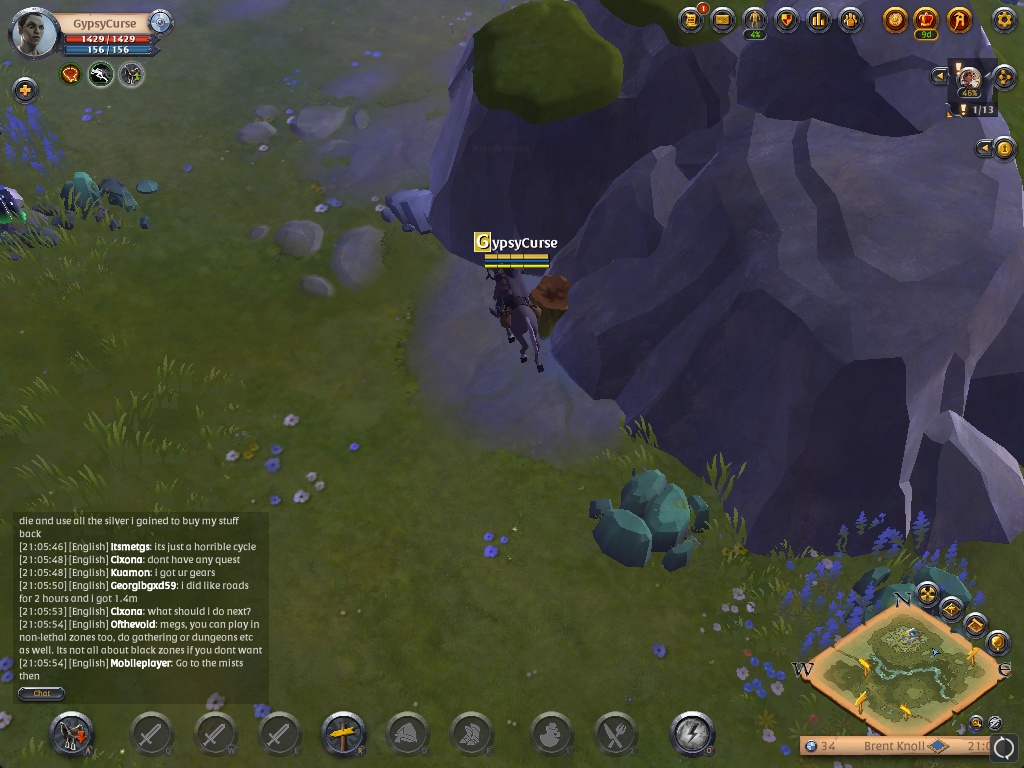 GypsyCurse
1429 / 1429
156 / 156
1
4%
9d
46%
1/13
1
GypsyCurse
die and use all the silver i gained to buy my stuff
back
[21:05:46] [English] Itsmetgs: its just a horrible cycle
[21:05:48] [English] Cixona: dont have any quest
[21:05:48] [English] Kuamon: i got ur gears
[21:05:50] [English] Georgibgxd59: i did like roads
for 2 hours and i got 1.4m
[21:05:53] [English] Cixona: what should i do next?
[21:05:54] [English] Ofthevoid: megs, you can play in
non-lethal zones too, do gathering or dungeons etc
as well. Its not all about black zones if you dont want
[21:05:54] [English] Mobileplayer: Go to the mists
then
Chat
N
W
E
A
Q
W
E
R
D
F
34 Brent Knoll